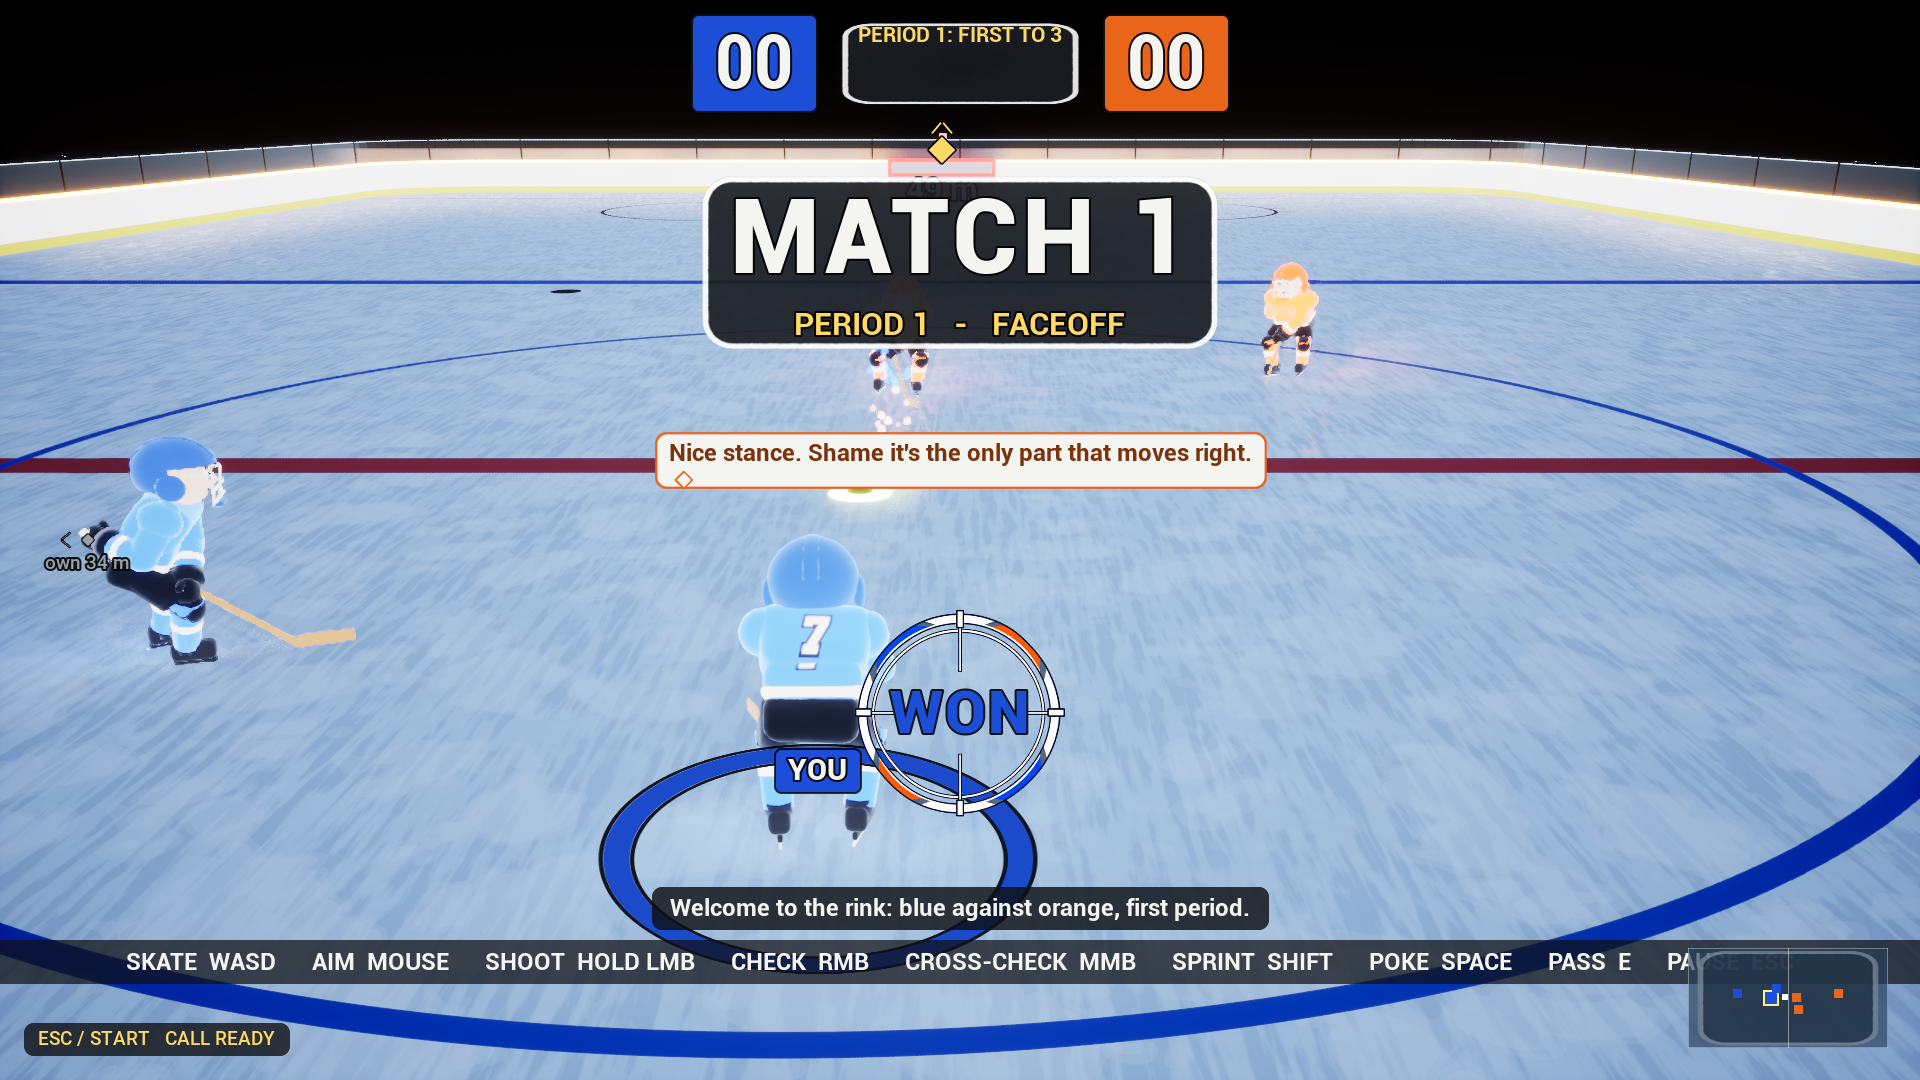 00
PERIOD 1: FIRST TO 3
00
49 m
MATCH 1
PERIOD 1 - FACEOFF
Nice stance. Shame it's the only part that moves right.
own 34 m
7
WON
YOU
Welcome to the rink: blue against orange, first period.
SKATE WASD AIM MOUSE SHOOT HOLD LMB CHECK RMB CROSS-CHECK MMB SPRINT SHIFT POKE SPACE PASS E PAUSE ESC
ESC / START CALL READY